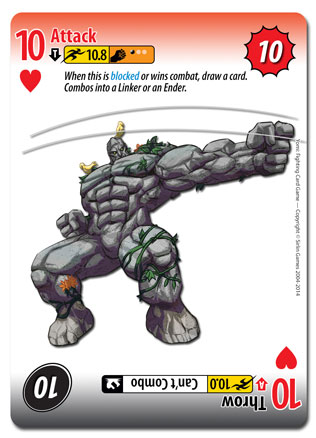 10 Attack
10.8
10
When this is blocked or wins combat, draw a card.
Combos into a Linker or an Ender.
Yomi: Fighting Card Game — Copyright © Sirlin Games 2004-2014
10
Throw
10.0 Can't Combo
10